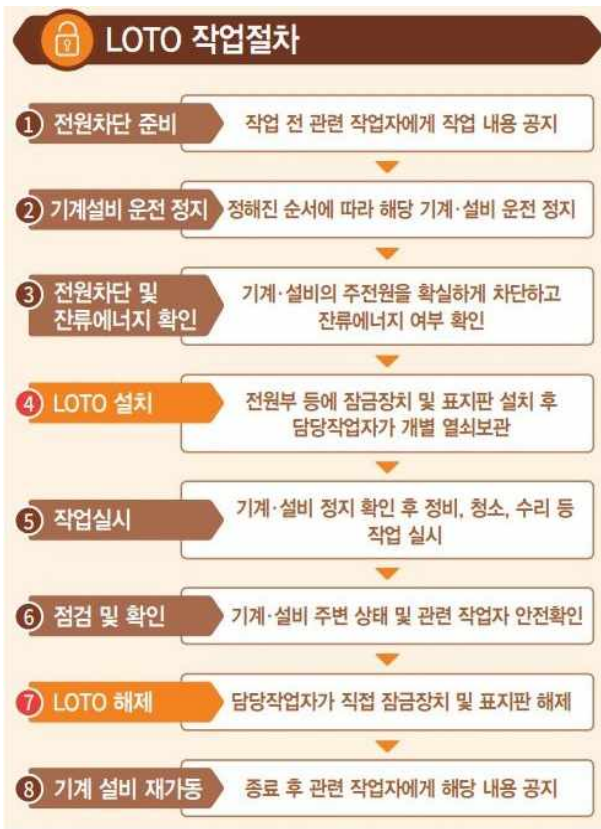 LOTO 작업절차
1 전원차단 준비
작업 전 관련 작업자에게 작업 내용 공지
2 기계설비 운전 정지
정해진 순서에 따라 해당 기계·설비 운전 정지
3 전원차단 및
잔류에너지 확인
기계·설비의 주전원을 확실하게 차단하고
잔류에너지 여부 확인
4 LOTO 설치
전원부 등에 잠금장치 및 표지판 설치 후
담당작업자가 개별 열쇠보관
5 작업실시
기계·설비 정지 확인 후 정비, 청소, 수리 등
작업 실시
6 점검 및 확인
기계·설비 주변 상태 및 관련 작업자 안전확인
7 LOTO 해제
담당작업자가 직접 잠금장치 및 표지판 해제
8 기계 설비 재가동
종료 후 관련 작업자에게 해당 내용 공지